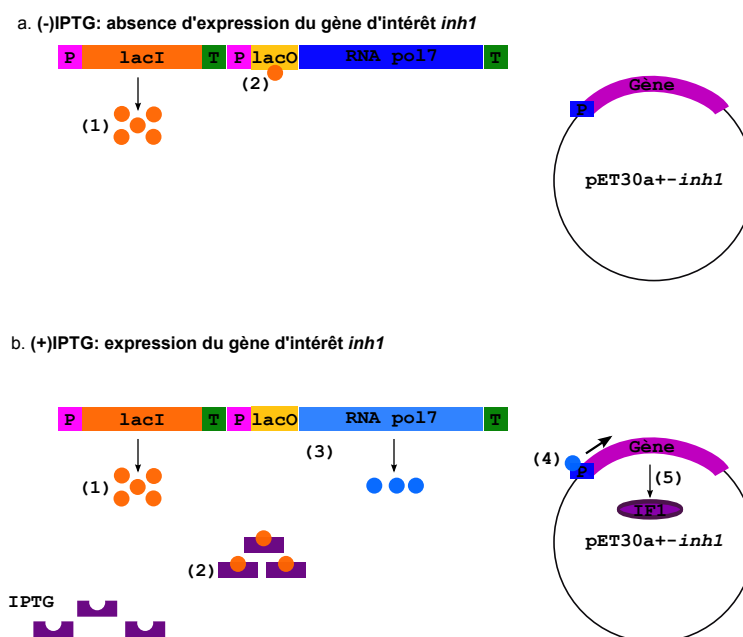 a. (-)IPTG: absence d'expression du gène d'intérêt inh1
P lacI T P lacO RNA pol7 T
(2)
(1)
Gène
P
pET30a+-inh1
b. (+)IPTG: expression du gène d'intérêt inh1
P lacI T P lacO RNA pol7 T
(3)
(1)
(2)
IPTG
Gène
(4)
P
(5)
IF1
pET30a+-inh1